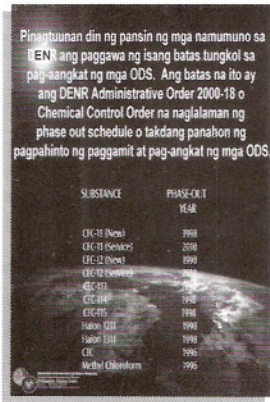 Pinagtuunan din ng pansin ng mga namumuno sa
DENR ang paggawa ng isang batas tungkol sa
pag-aangkat ng mga ODS. Ang batas na ito ay
ang DENR Administrative Order 2000-18 o
Chemical Control Order na naglalaman ng
phase out schedule o takdang panahon ng
pagpahinto ng paggamit at pag-angkat ng mga ODS.
SUBSTANCE PHASE-OUT
YEAR
CFC-11 (New) 1998
CFC-11 (Service) 2010
CFC-12 (New) 1998
CFC-12 (Service) 2010
CFC-113
CFC-114 1998
CFC-115 1998
Halon 1211 1998
Halon 1311 1998
CTC 1996
Methyl Chloroform 1996